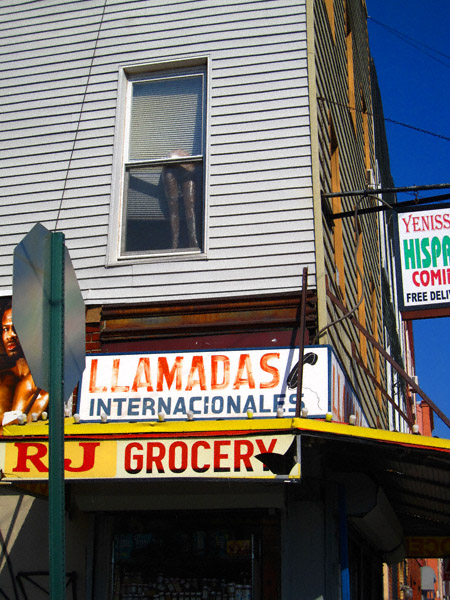 LLAMADAS
INTERNACIONALES
RJ GROCERY
YENISS
HISPA
COMI
FREE DELI